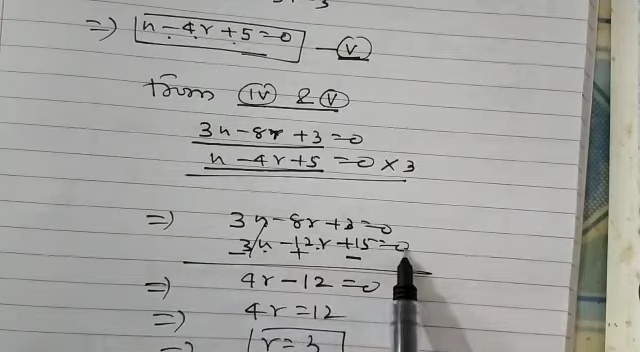 => n - 4r + 5 = 0 - (V)
from (IV) & (V)
3n - 8r + 3 = 0
n - 4r + 5 = 0 × 3
=> 3n - 8r + 3 = 0
3n - 12r + 15 = 0
- + -
=> 4r - 12 = 0
=> 4r = 12
=> r = 3